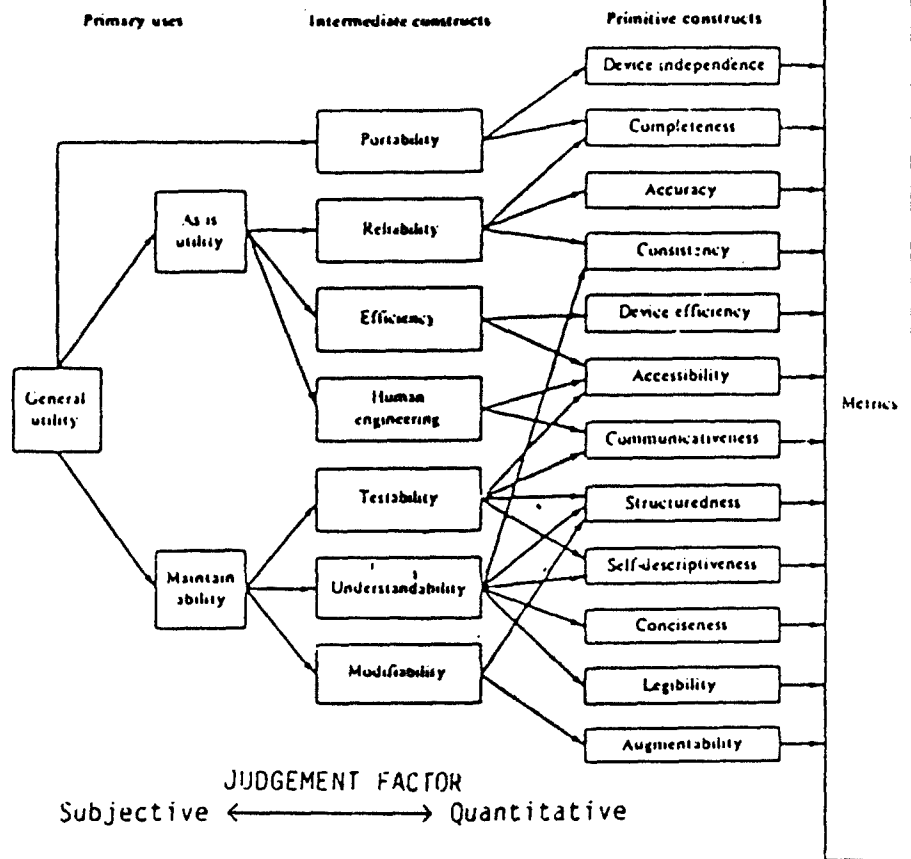 Primary uses
Intermediate constructs
Primitive constructs
Device independence
Portability
Completeness
As is
utility
Reliability
Accuracy
Consistency
Efficiency
Device efficiency
General
utility
Human
engineering
Accessibility
Metrics
Communicativeness
Testability
Structuredness
Maintain
ability
Understandability
Self-descriptiveness
Conciseness
Modifiability
Legibility
Augmentability
JUDGEMENT FACTOR
Subjective Quantitative